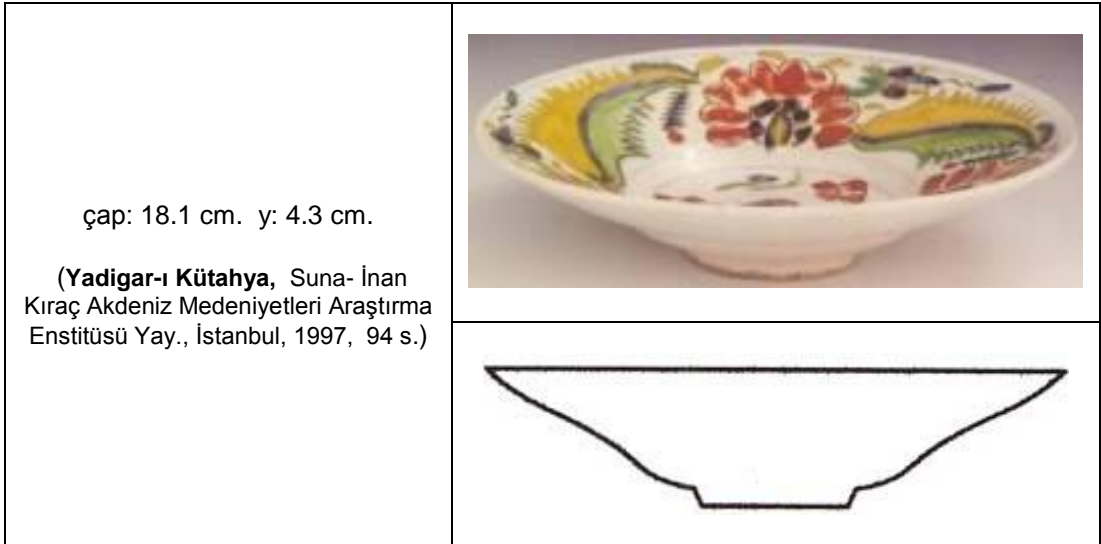 çap: 18.1 cm. y: 4.3 cm.
(Yadigar-ı Kütahya, Suna- İnan
Kıraç Akdeniz Medeniyetleri Araştırma
Enstitüsü Yay., İstanbul, 1997, 94 s.)